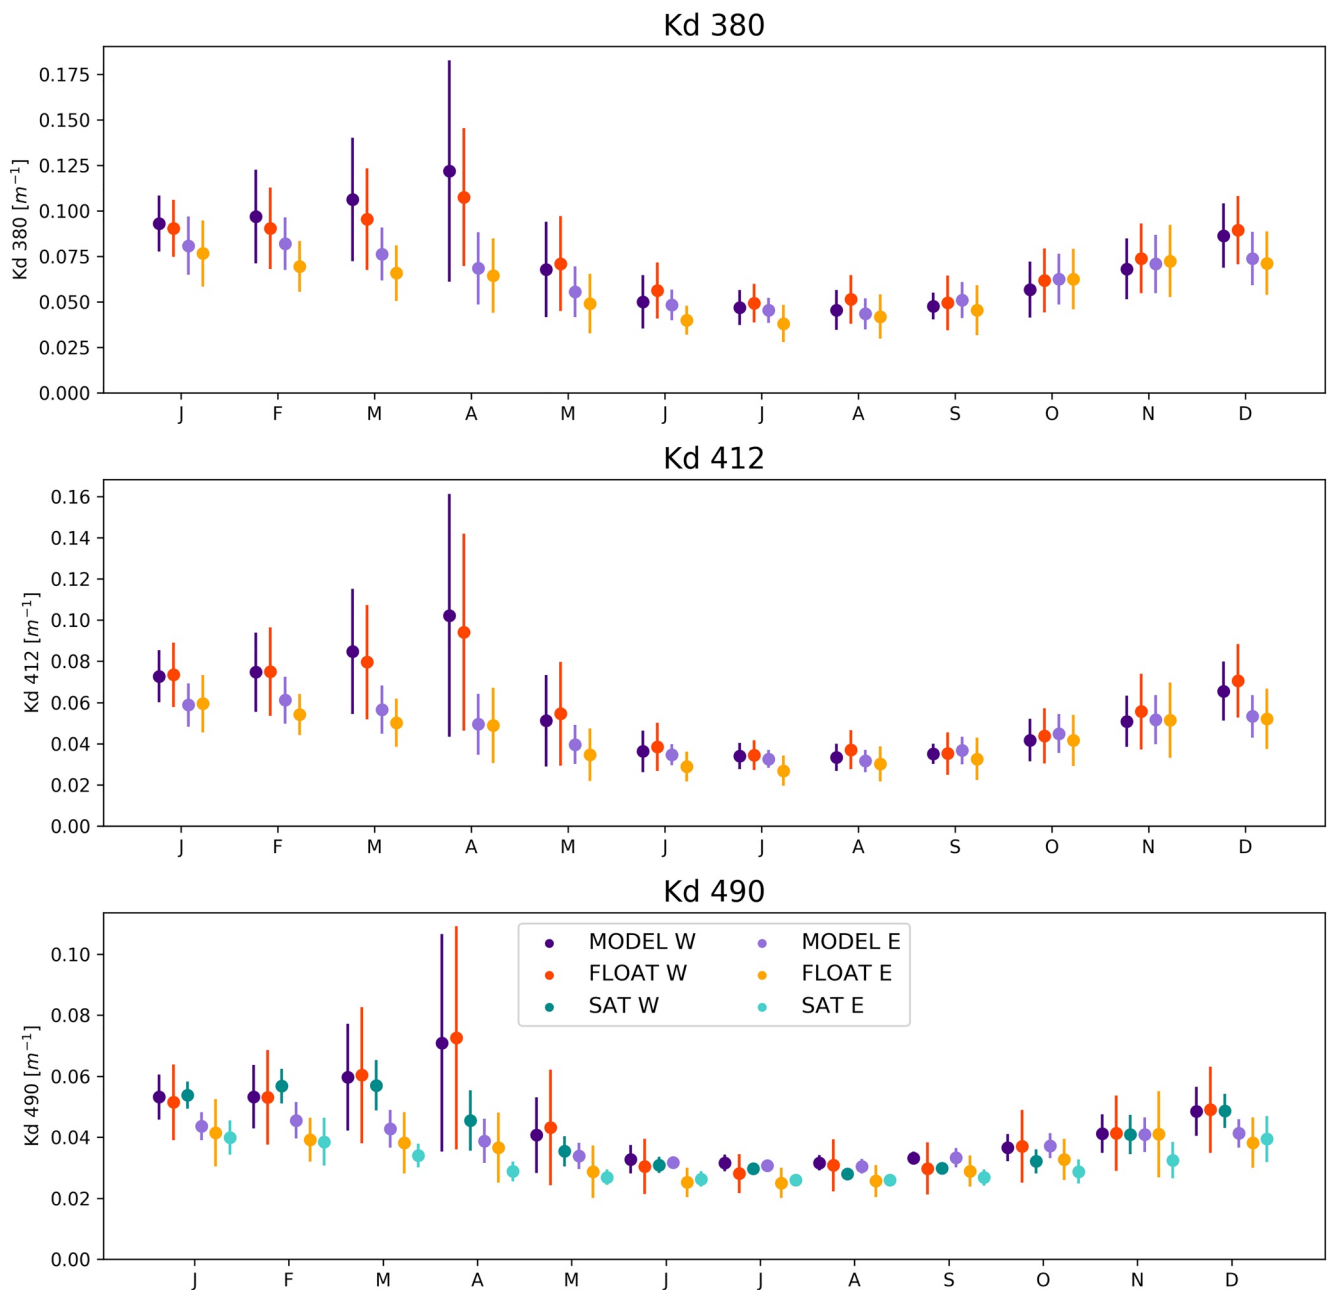 Kd 380
0.175
0.150
0.125
0.100
0.075
0.050
0.025
0.000
Kd 380 [m⁻¹]
J F M A M J J A S O N D
Kd 412
0.16
0.14
0.12
0.10
0.08
0.06
0.04
0.02
0.00
Kd 412 [m⁻¹]
J F M A M J J A S O N D
Kd 490
MODEL W MODEL E
FLOAT W FLOAT E
SAT W SAT E
0.10
0.08
0.06
0.04
0.02
0.00
Kd 490 [m⁻¹]
J F M A M J J A S O N D